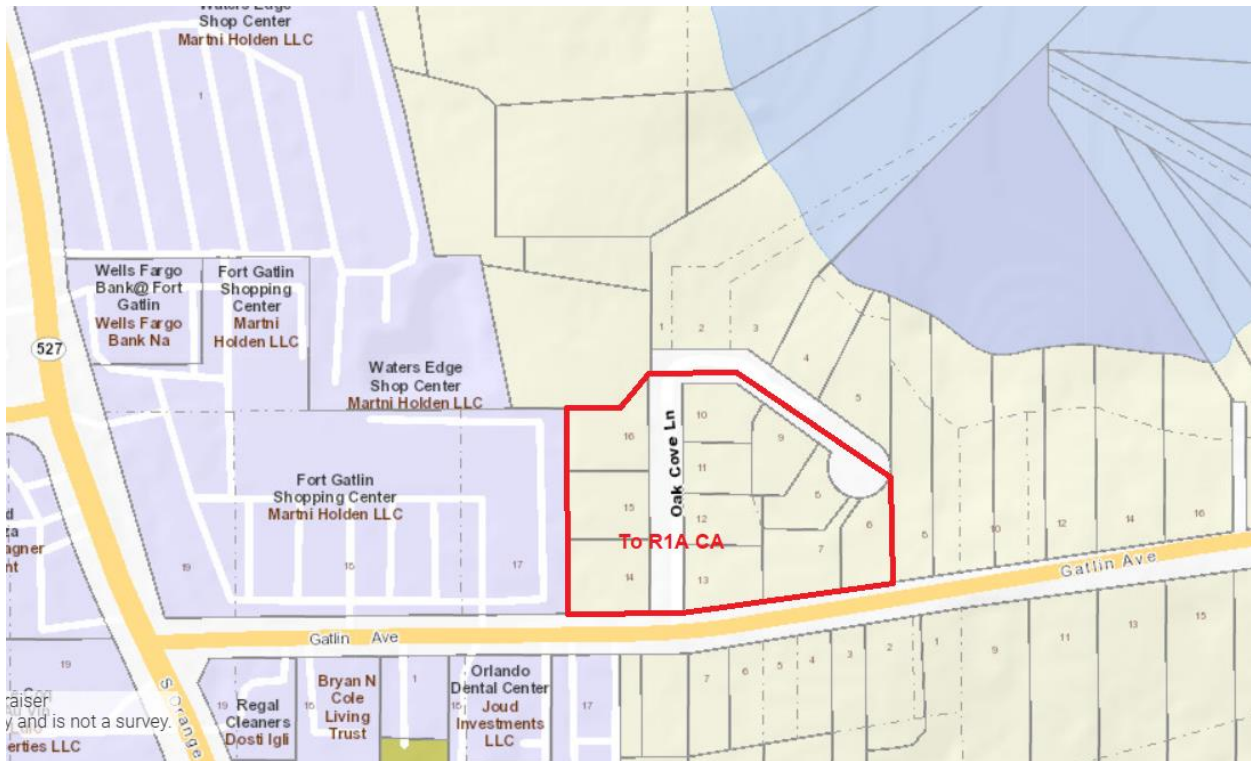 Waters Edge
Shop Center
Martni Holden LLC
1
Wells Fargo
Bank@ Fort
Gatlin
Wells Fargo
Bank Na
Fort Gatlin
Shopping
Center
Martni
Holden LLC
527
Waters Edge
Shop Center
Martni Holden LLC
1
2
3
4
5
Oak Cove Ln
10
9
16
11
15
12
6
14
13
7
6
To R1A CA
Fort Gatlin
Shopping Center
Martni Holden LLC
19
16
17
8
10
12
14
16
Gatlin Ave
Gatlin Ave
S Orange
19
19
Regal
Cleaners
Dosti Igli
16
Bryan N
Cole
Living
Trust
1
16
Orlando
Dental Center
Joud
Investments
LLC
17
7
6
5
4
3
2
1
9
11
13
15
raiser
y and is not a survey.
erties LLC